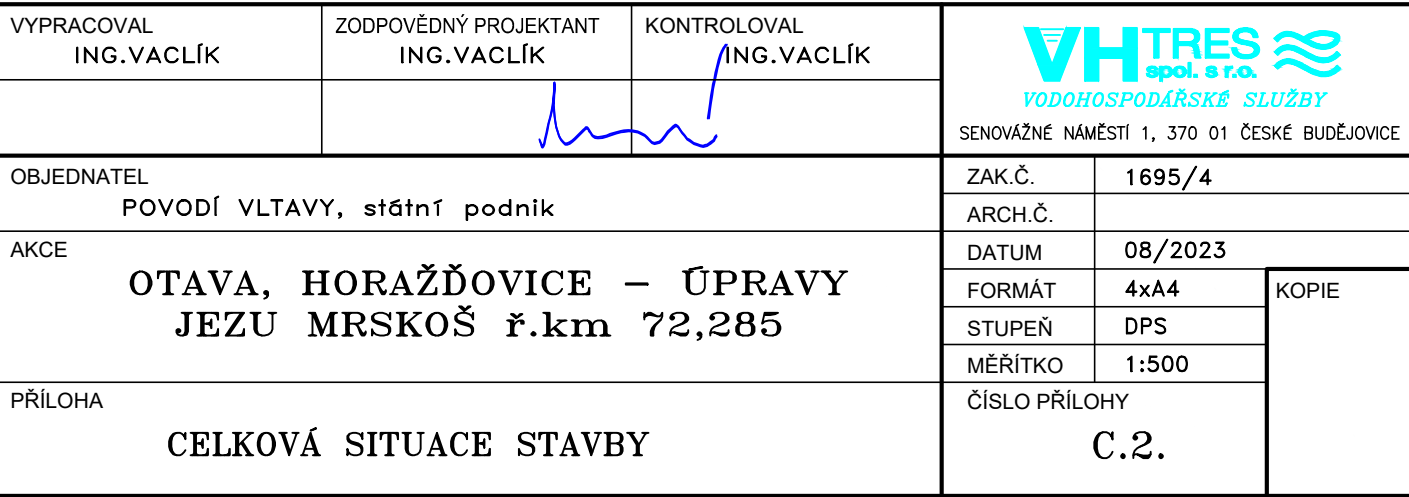 VYPRACOVAL
ING.VACLÍK
ZODPOVĚDNÝ PROJEKTANT
ING.VACLÍK
KONTROLOVAL
ING.VACLÍK
VH TRES
spol. s r.o.
VODOHOSPODÁŘSKÉ SLUŽBY
SENOVÁŽNÉ NÁMĚSTÍ 1, 370 01 ČESKÉ BUDĚJOVICE
OBJEDNATEL
POVODÍ VLTAVY, státní podnik
ZAK.Č. 1695/4
ARCH.Č.
AKCE
OTAVA, HORAŽĎOVICE – ÚPRAVY
JEZU MRSKOŠ ř.km 72,285
DATUM 08/2023
FORMÁT 4xA4
KOPIE
STUPEŇ DPS
MĚŘÍTKO 1:500
PŘÍLOHA
CELKOVÁ SITUACE STAVBY
ČÍSLO PŘÍLOHY
C.2.